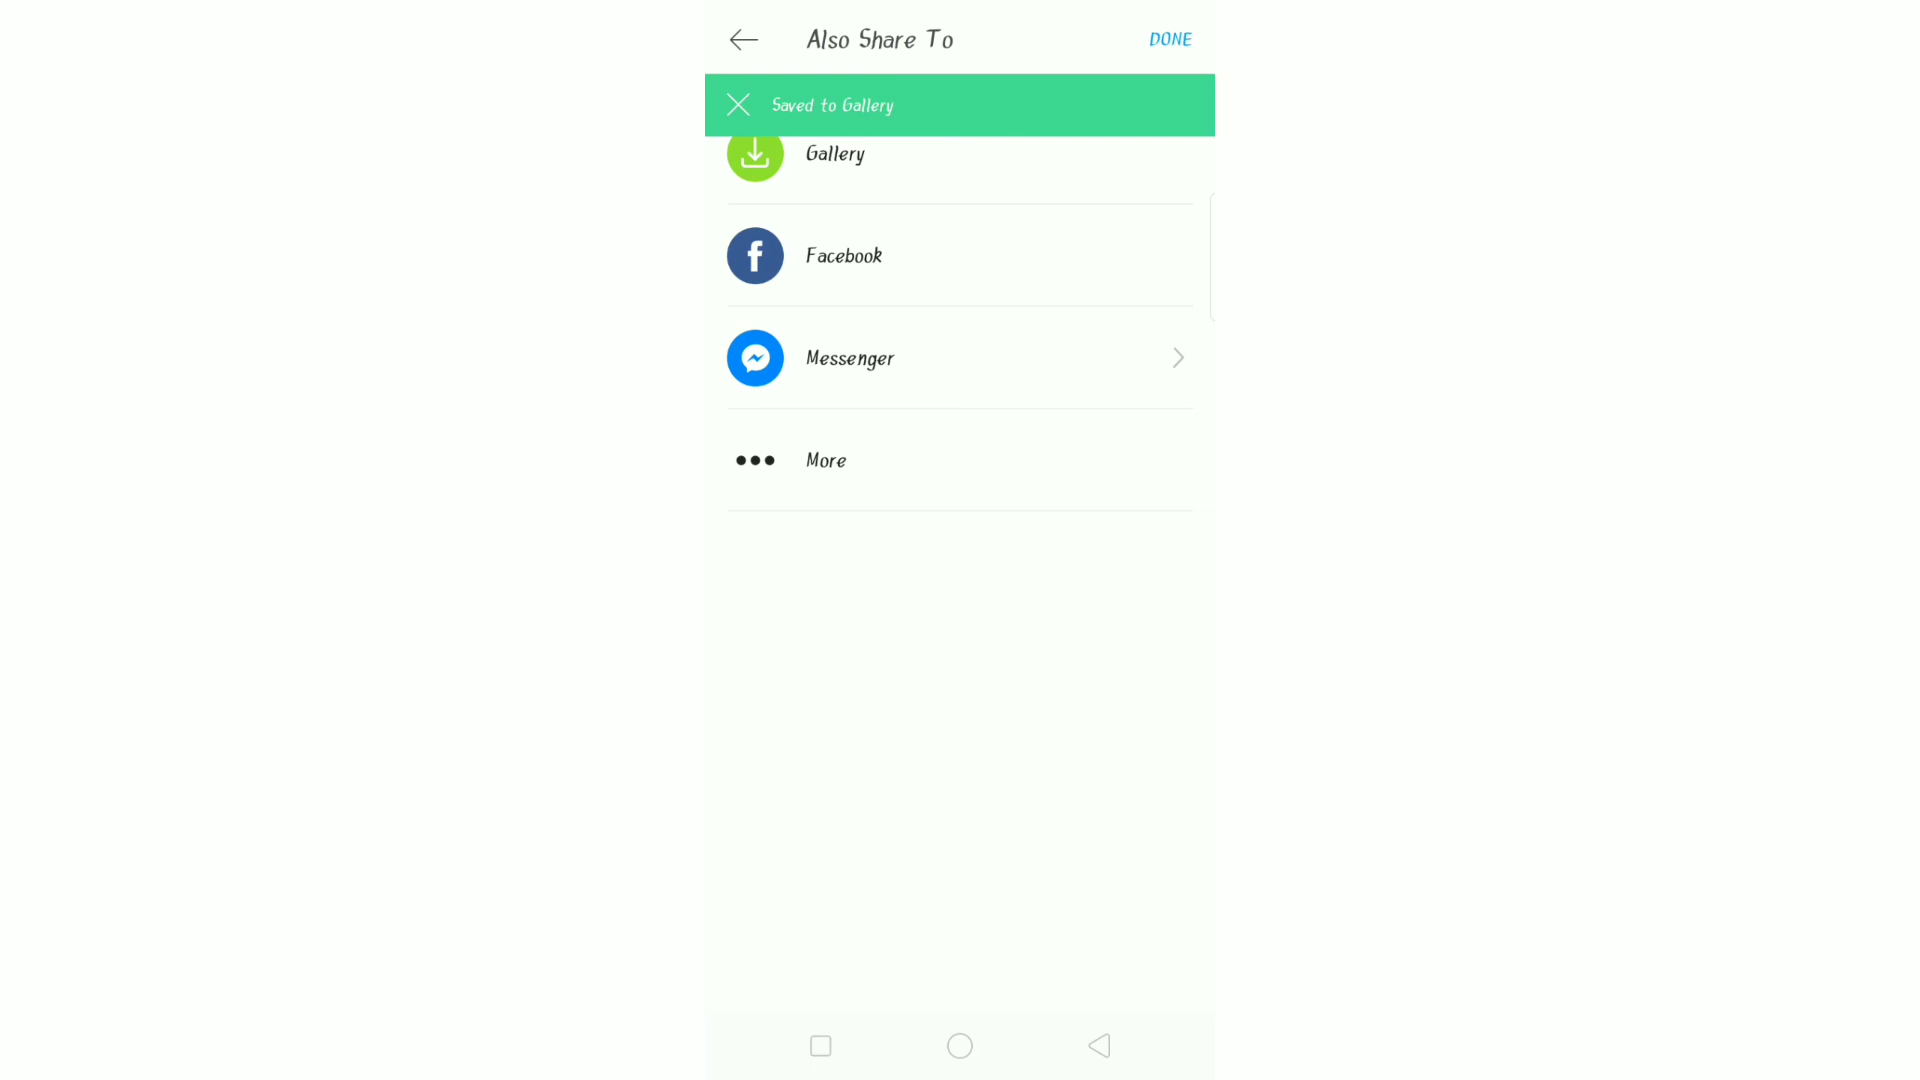 Also Share To
DONE
Saved to Gallery
Gallery
Facebook
Messenger
More